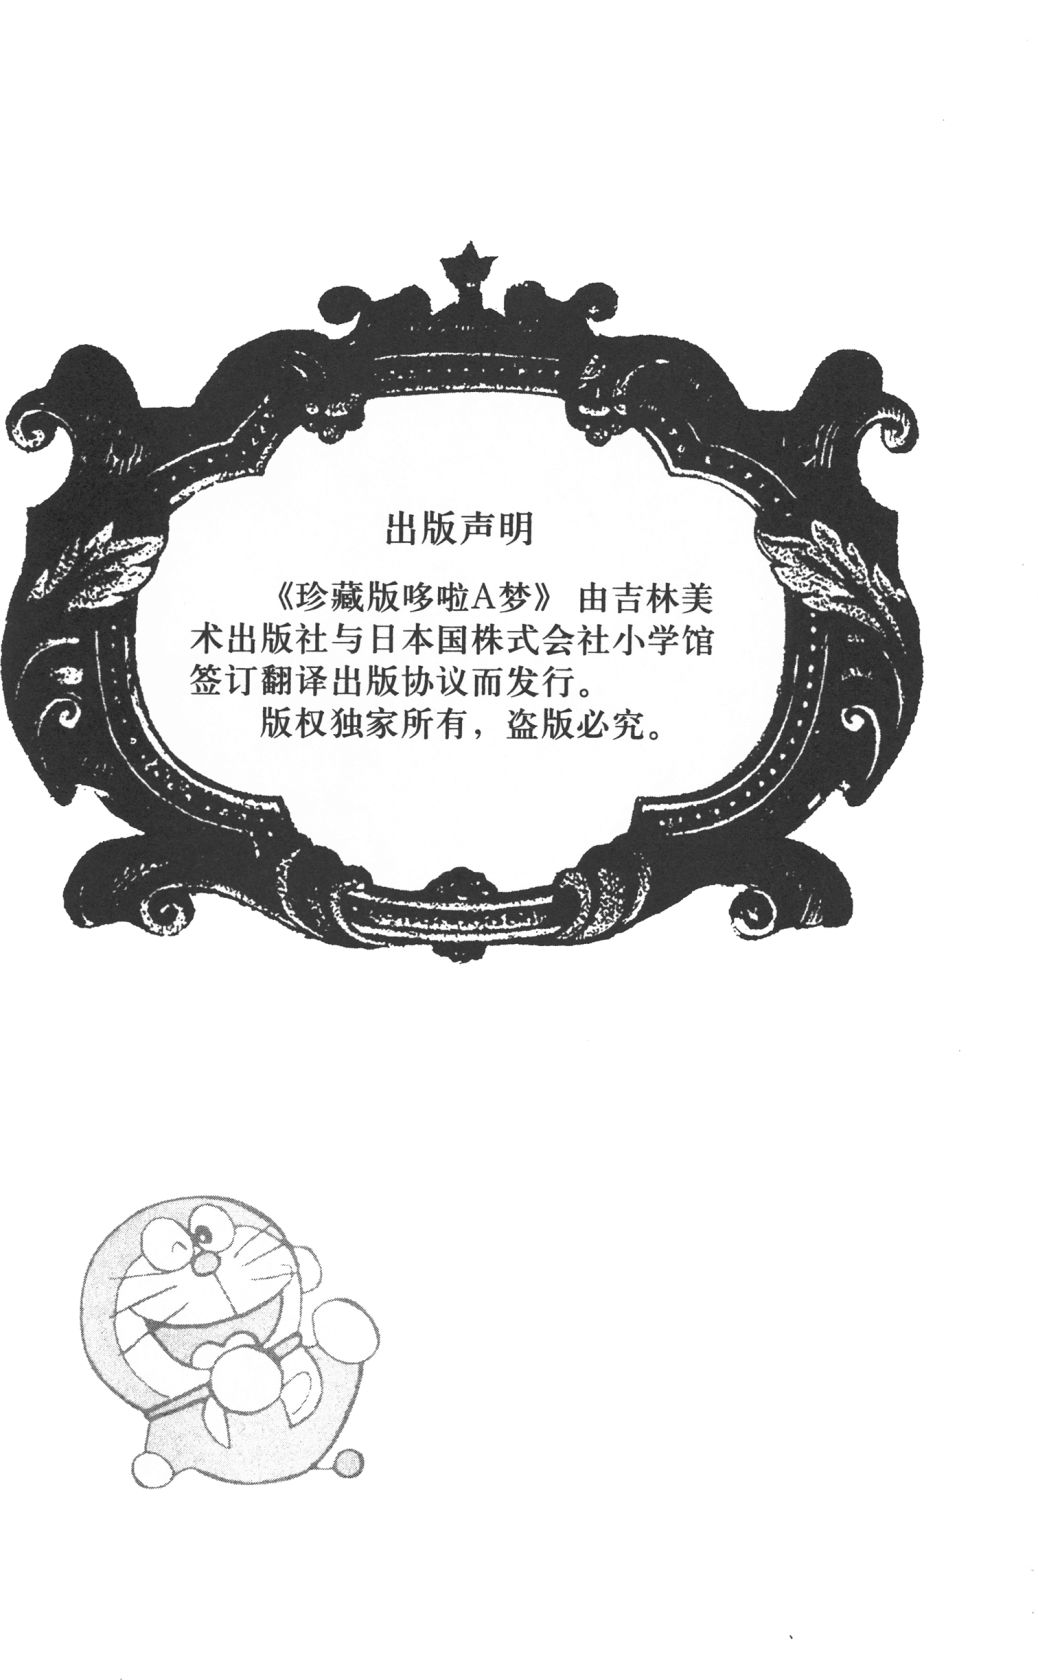 出版声明
《珍藏版哆啦A梦》 由吉林美
术出版社与日本国株式会社小学馆
签订翻译出版协议而发行。
版权独家所有，盗版必究。